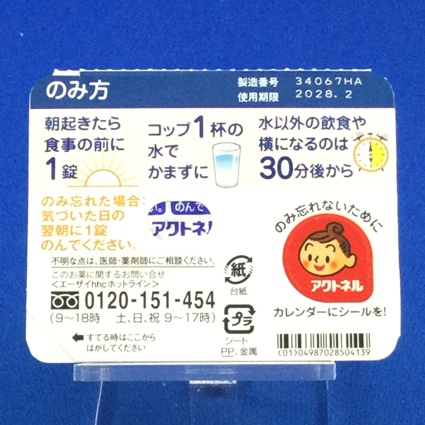 のみ方
製造番号 34067HA
使用期限 2028. 2
朝起きたら
食事の前に
1錠
コップ1杯の
水で
かまずに
水以外の飲食や
横になるのは
30分後から
のみ忘れた場合:
気づいた日の
翌朝に1錠
のんでください。
い。のんで
アクトネル
不明な点は、医師・薬剤師にご相談ください。
このお薬に関するお問い合せ
<エーザイhhcホットライン>
0120-151-454
(9〜18時 土、日、祝 9〜17時)
すてる時はここから
はがしてください
紙
台紙
プラ
シート
PP、金属
のみ忘れないために
アクトネル
カレンダーにシールを!
(01)04987028504139